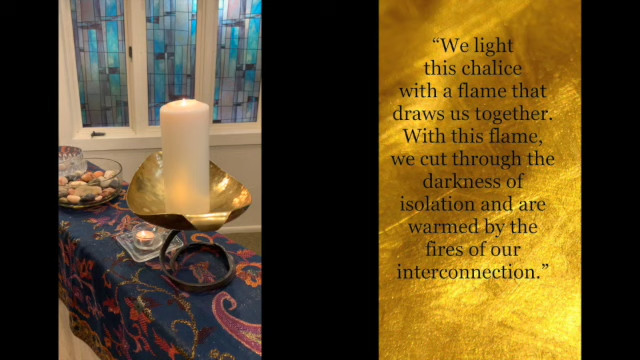 “We light
this chalice
with a flame that
draws us together.
With this flame,
we cut through the
darkness of
isolation and are
warmed by the
fires of our
interconnection.”